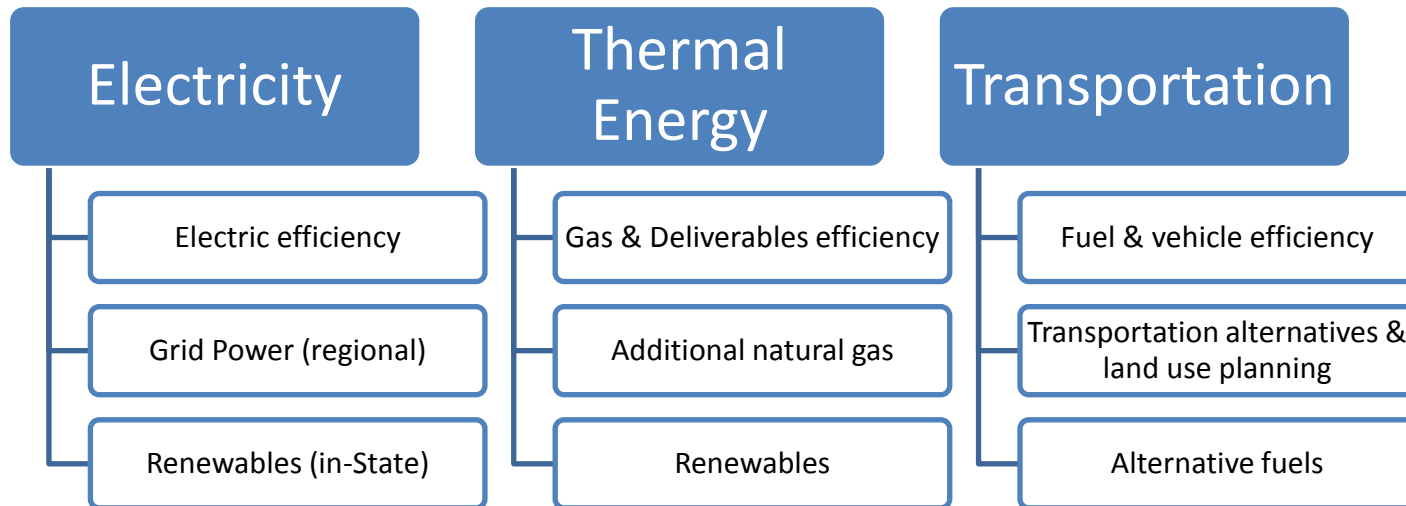 Electricity
Electric efficiency
Grid Power (regional)
Renewables (in-State)
Thermal
Energy
Gas & Deliverables efficiency
Additional natural gas
Renewables
Transportation
Fuel & vehicle efficiency
Transportation alternatives &
land use planning
Alternative fuels